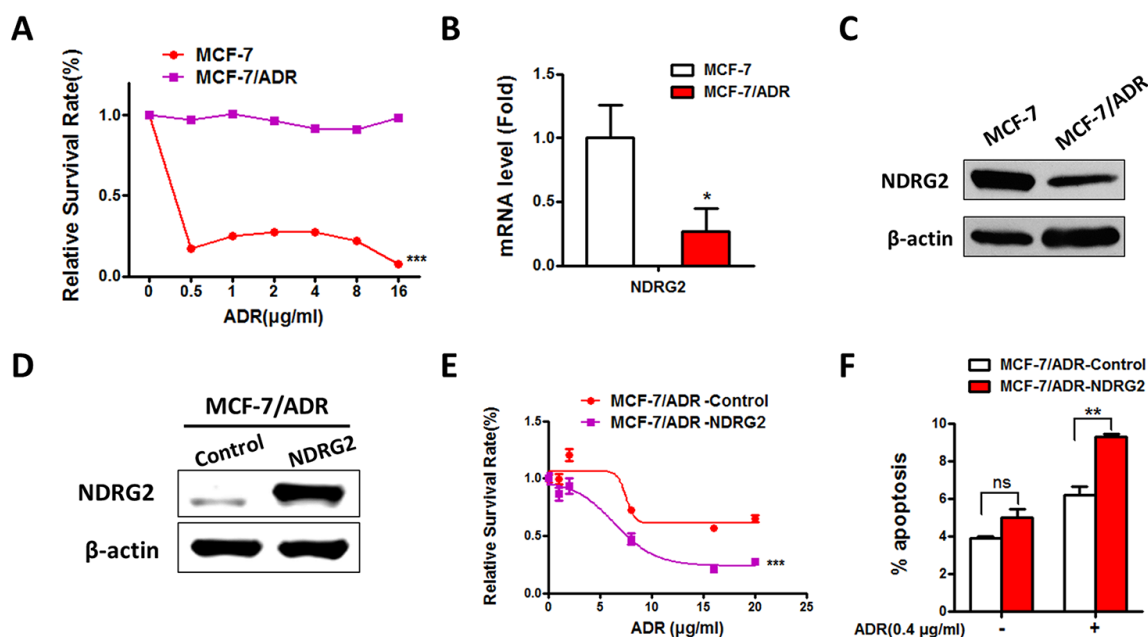 A
MCF-7
MCF-7/ADR
Relative Survival Rate(%)
1.0
0.5
0.0
0 0.5 1 2 4 8 16
***
ADR(µg/ml)
B
MCF-7
MCF-7/ADR
mRNA level (Fold)
1.5
1.0
0.5
0.0
*
NDRG2
C
MCF-7 MCF-7/ADR
NDRG2
β-actin
D
MCF-7/ADR
Control NDRG2
NDRG2
β-actin
E
MCF-7/ADR -Control
MCF-7/ADR -NDRG2
Relative Survival Rate(%)
1.5
1.0
0.5
0.0
***
0 5 10 15 20 25
ADR (µg/ml)
F
MCF-7/ADR-Control
MCF-7/ADR-NDRG2
% apoptosis
10
8
6
4
2
0
**
ns
ADR(0.4 µg/ml) - +